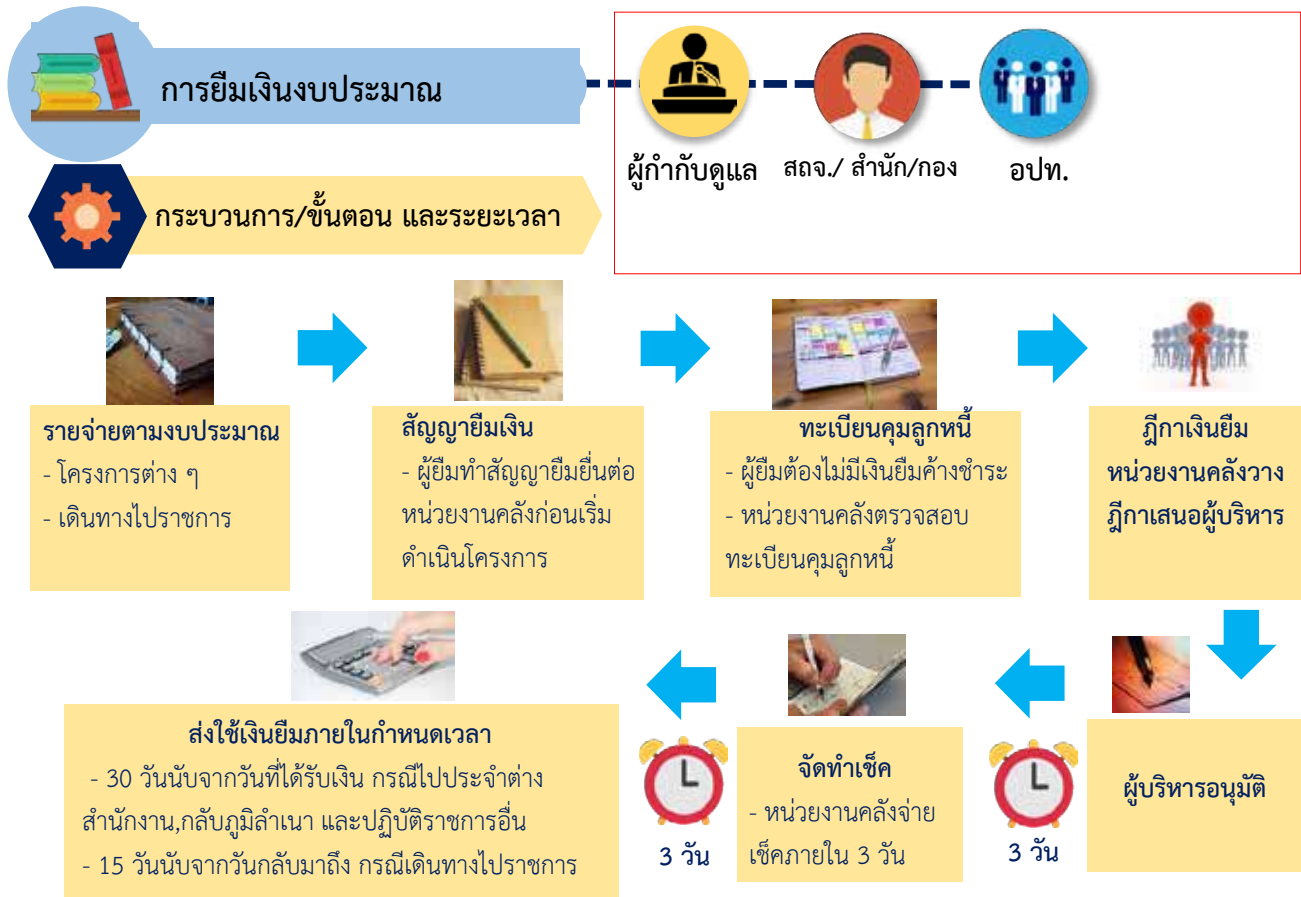 การยืมเงินงบประมาณ
ผู้กำกับดูแล
สถจ./ สำนัก/กอง
อปท.
กระบวนการ/ขั้นตอน และระยะเวลา
รายจ่ายตามงบประมาณ
- โครงการต่าง ๆ
- เดินทางไปราชการ
สัญญายืมเงิน
- ผู้ยืมทำสัญญายืมยื่นต่อ
หน่วยงานคลังก่อนเริ่ม
ดำเนินโครงการ
ทะเบียนคุมลูกหนี้
- ผู้ยืมต้องไม่มีเงินยืมค้างชำระ
- หน่วยงานคลังตรวจสอบ
ทะเบียนคุมลูกหนี้
ฎีกาเงินยืม
หน่วยงานคลังวาง
ฎีกาเสนอผู้บริหาร
ผู้บริหารอนุมัติ
3 วัน
จัดทำเช็ค
- หน่วยงานคลังจ่าย
เช็คภายใน 3 วัน
3 วัน
ส่งใช้เงินยืมภายในกำหนดเวลา
- 30 วันนับจากวันที่ได้รับเงิน กรณีไปประจำต่าง
สำนักงาน,กลับภูมิลำเนา และปฏิบัติราชการอื่น
- 15 วันนับจากวันกลับมาถึง กรณีเดินทางไปราชการ